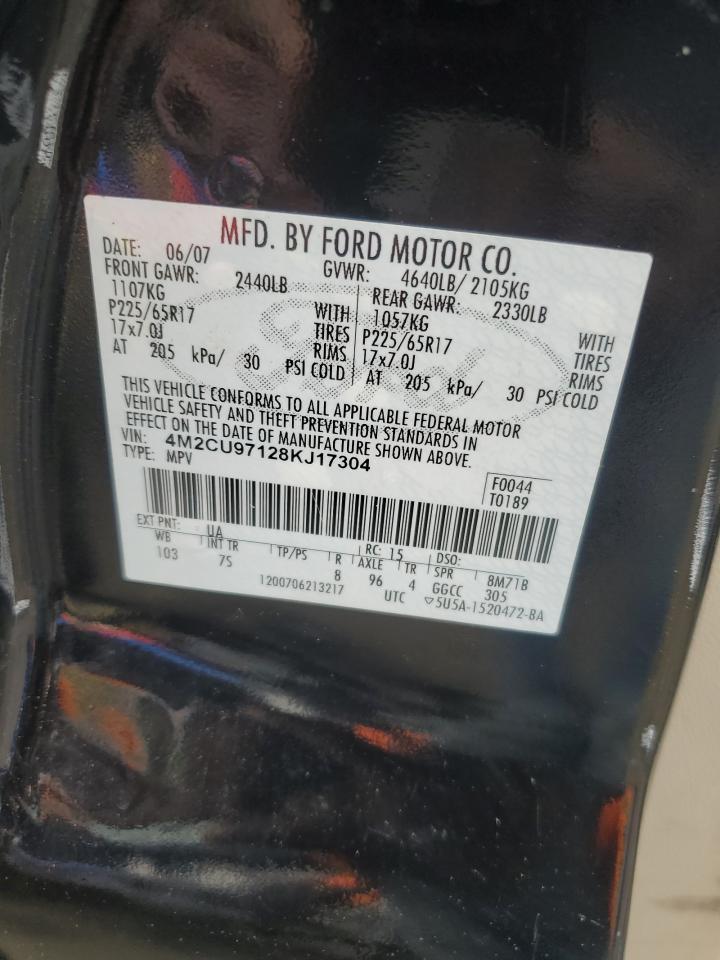 MFD. BY FORD MOTOR CO.
DATE: 06/07 GVWR: 4640LB/ 2105KG
FRONT GAWR: 2440LB REAR GAWR: 2330LB
1107KG WITH 1057KG WITH
P225/65R17 TIRES P225/65R17 TIRES
17x7.0J RIMS 17x7.0J RIMS
AT 205 kPa/ 30 PSI COLD AT 205 kPa/ 30 PSI COLD
THIS VEHICLE CONFORMS TO ALL APPLICABLE FEDERAL MOTOR
VEHICLE SAFETY AND THEFT PREVENTION STANDARDS IN
EFFECT ON THE DATE OF MANUFACTURE SHOWN ABOVE.
VIN: 4M2CU97128KJ17304
TYPE: MPV
F0044
T0189
EXT PNT: UA RC: 15 DSO:
WB INT TR TP/PS R AXLE TR SPR 8M71B
103 7S 8 96 4 GGCC 305
1200706213217 UTC ▽5U5A-1520472-BA
Ford